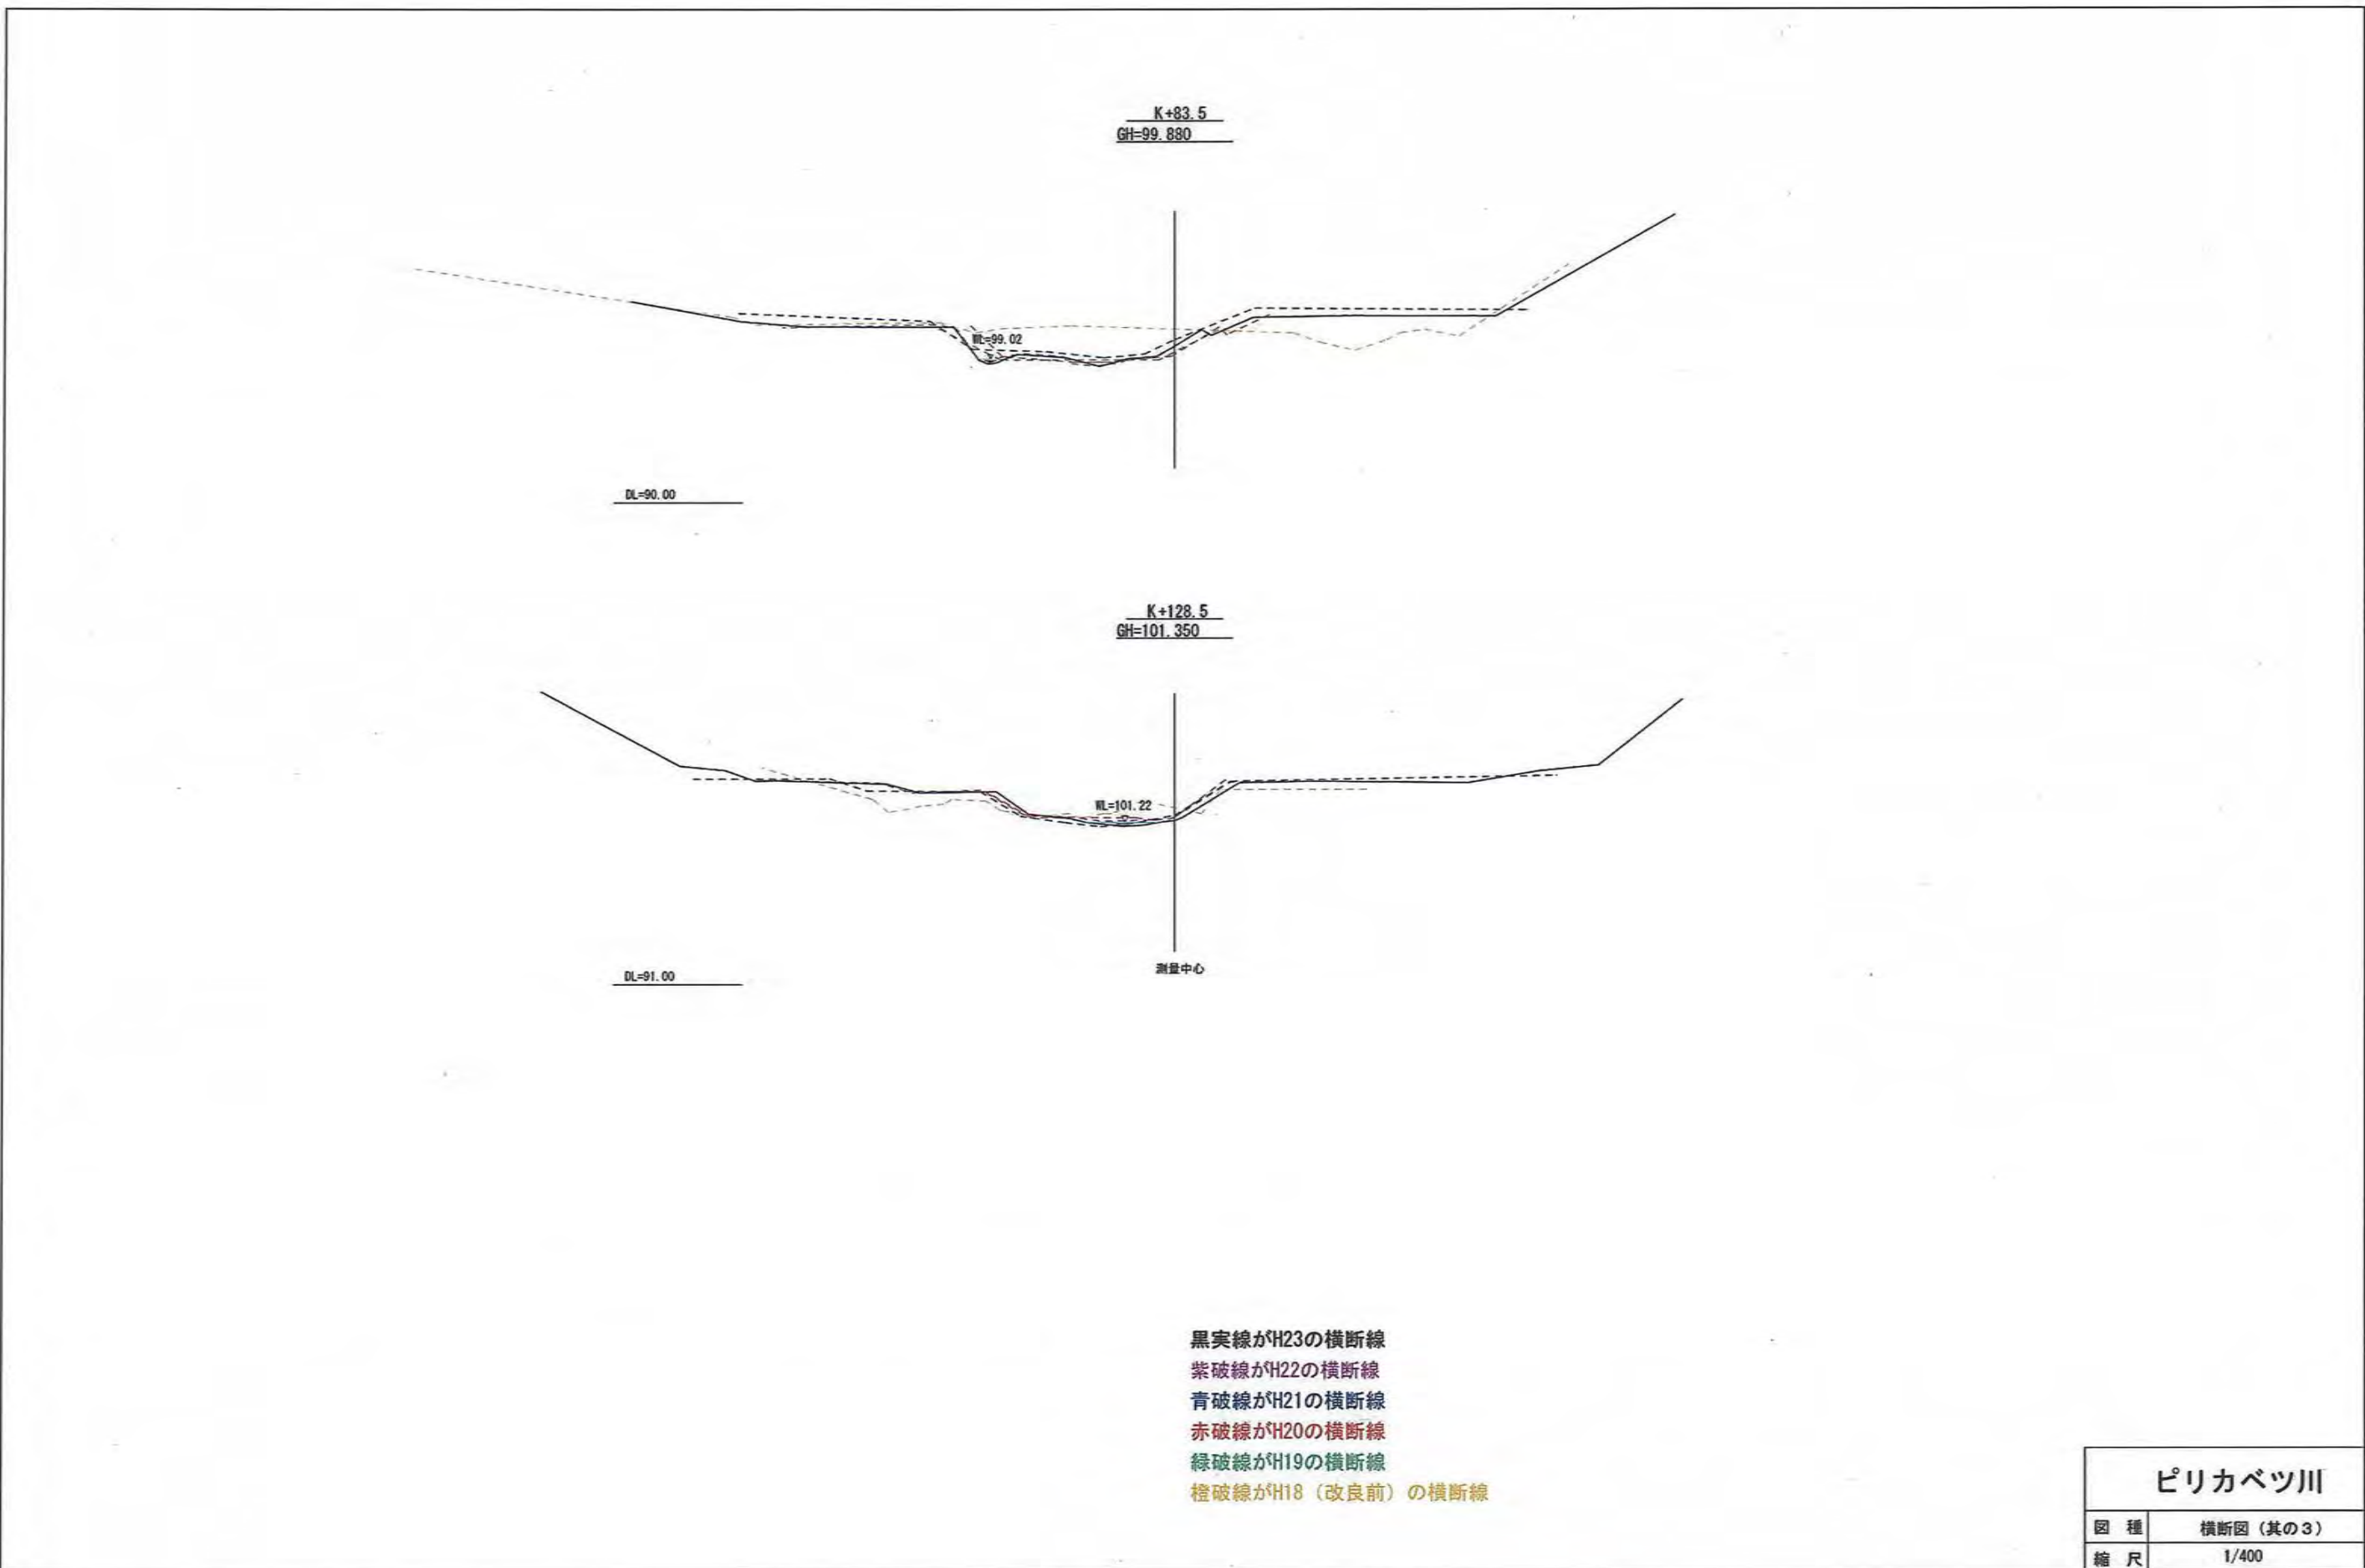 K+83.5
GH=99.880
WL=99.02
DL=90.00
K+128.5
GH=101.350
WL=101.22
DL=91.00
測量中心
黒実線がH23の横断線
紫破線がH22の横断線
青破線がH21の横断線
赤破線がH20の横断線
緑破線がH19の横断線
橙破線がH18（改良前）の横断線
ピリカベツ川
図 種 横断図（其の3）
縮 尺 1/400